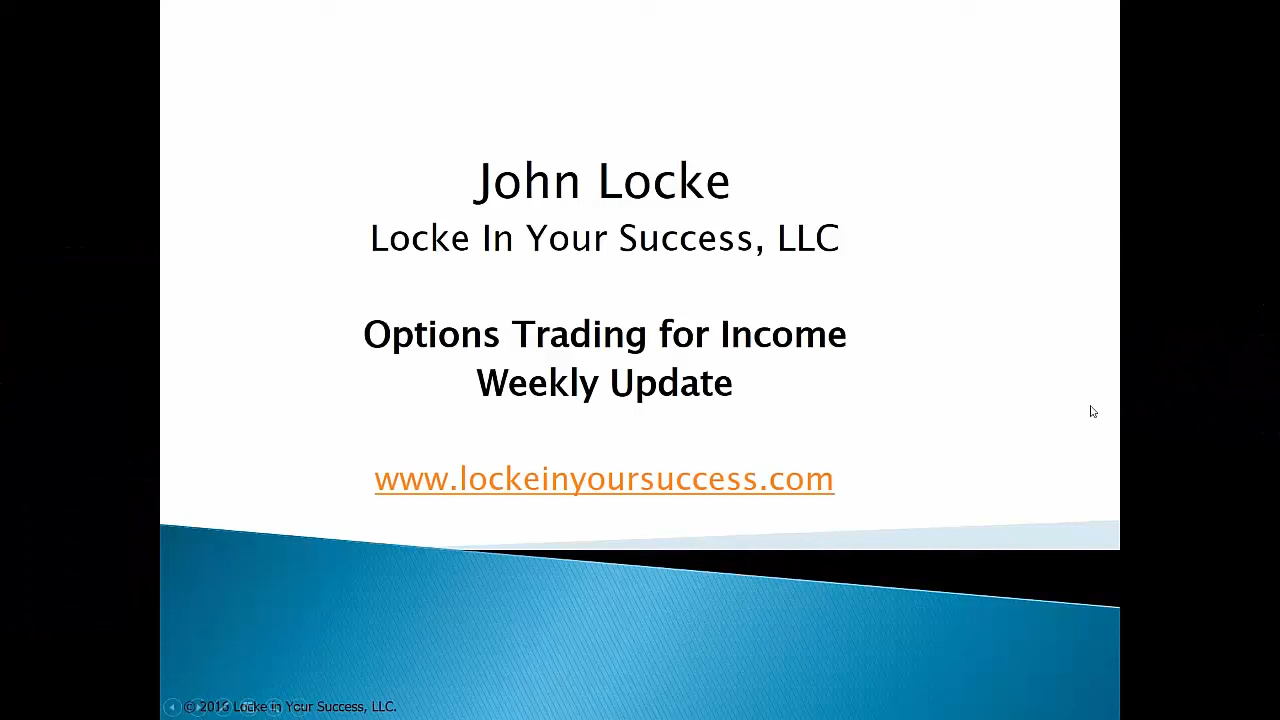 John Locke
Locke In Your Success, LLC
Options Trading for Income
Weekly Update
www.lockeinyoursuccess.com
© 2016 Locke in Your Success, LLC.